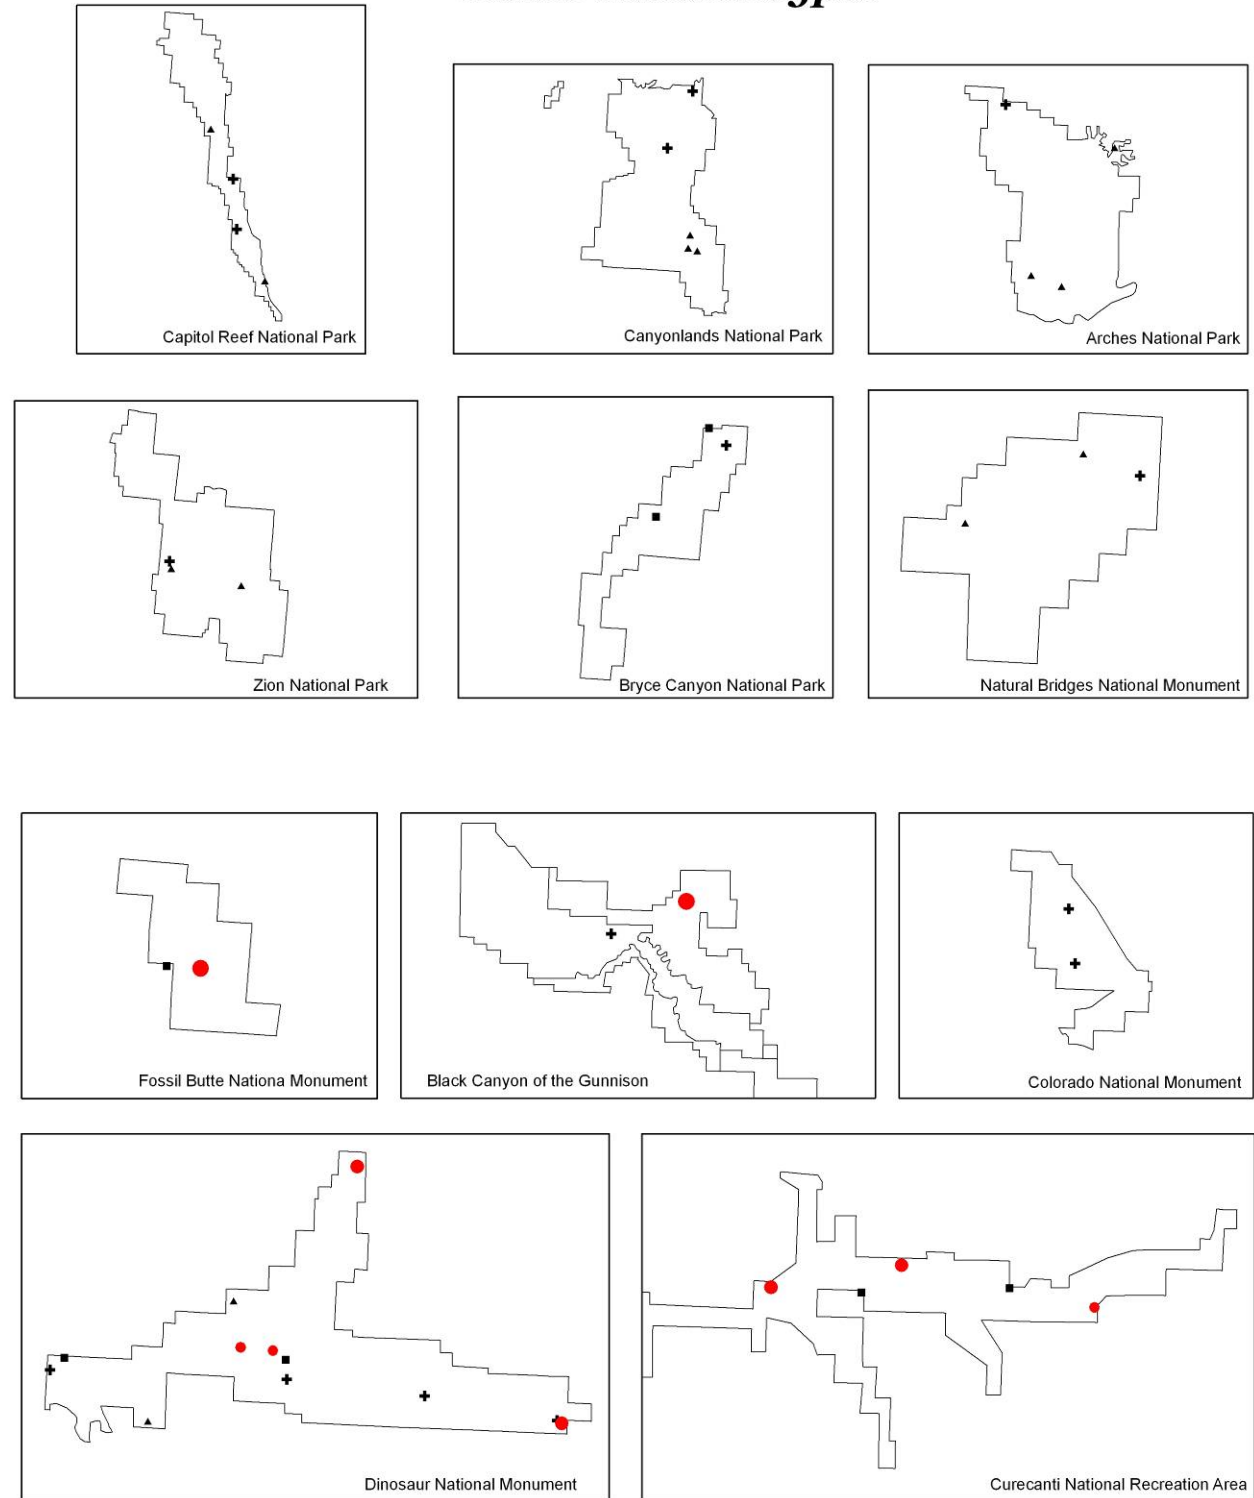 Capitol Reef National Park
Canyonlands National Park
Arches National Park
Zion National Park
Bryce Canyon National Park
Natural Bridges National Monument
Fossil Butte Nationa Monument
Black Canyon of the Gunnison
Colorado National Monument
Dinosaur National Monument
Curecanti National Recreation Area